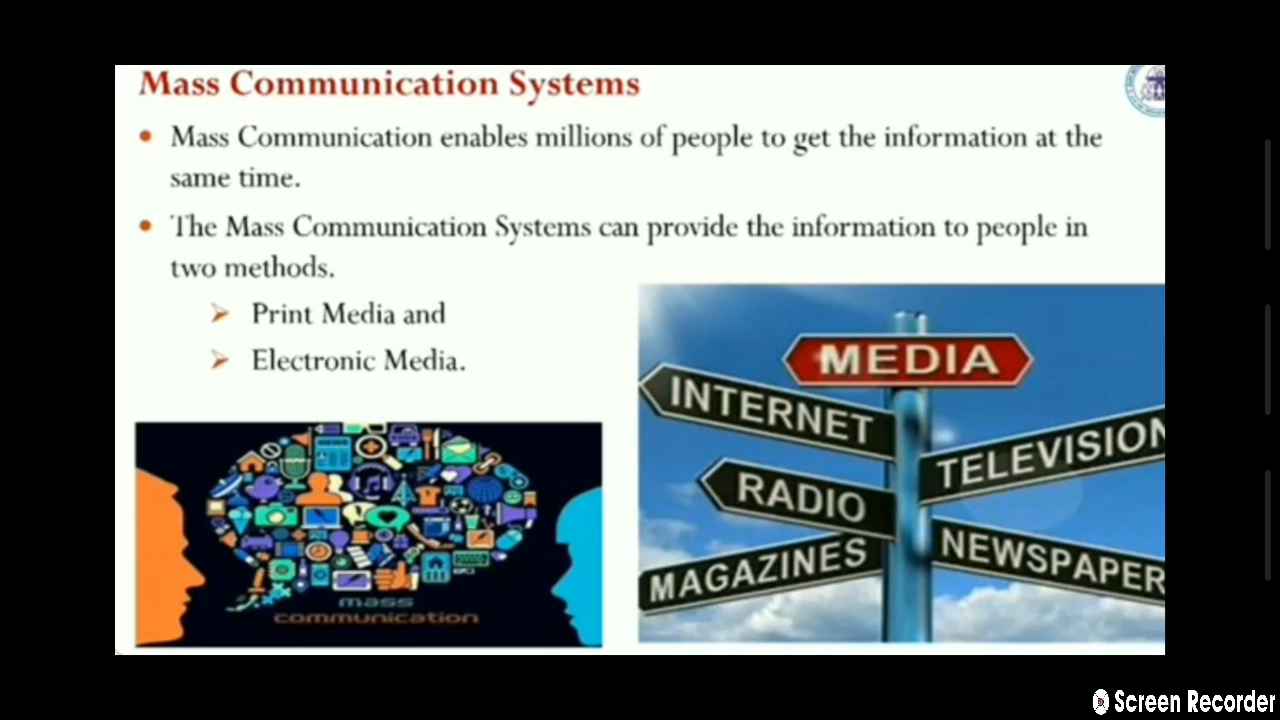 Mass Communication Systems
• Mass Communication enables millions of people to get the information at the
same time.
• The Mass Communication Systems can provide the information to people in
two methods.
➢ Print Media and
➢ Electronic Media.
MEDIA
INTERNET
TELEVISION
RADIO
NEWSPAPER
MAGAZINES
NEWS
mass
communication
Screen Recorder